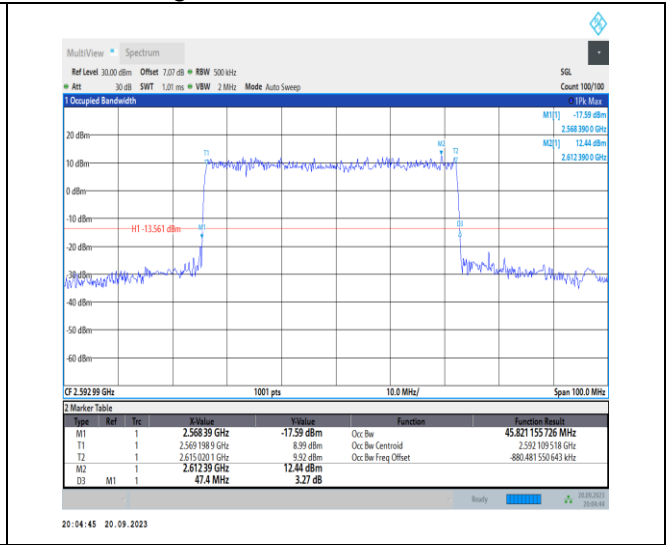 MultiView Spectrum
Ref Level 30.00 dBm Offset 7.07 dB RBW 500 kHz SGL
Att 30 dB SWT 1.01 ms VBW 2 MHz Mode Auto Sweep Count 100/100
1 Occupied Bandwidth 1Pk Max
M1[1] -17.59 dBm
2.568 390 0 GHz
M2[1] 12.44 dBm
2.612 390 0 GHz
20 dBm
M2
T1
T2
10 dBm
0 dBm
-10 dBm
H1 -13.561 dBm
M1
D3
-20 dBm
-30 dBm
-40 dBm
-50 dBm
-60 dBm
CF 2.592 99 GHz 1001 pts 10.0 MHz/ Span 100.0 MHz
2 Marker Table
Type Ref Trc X-Value Y-Value Function Function Result
M1 1 2.568 39 GHz -17.59 dBm Occ Bw 45.821 155 726 MHz
T1 1 2.569 198 9 GHz 8.99 dBm Occ Bw Centroid 2.592 109 518 GHz
T2 1 2.615 020 1 GHz 9.92 dBm Occ Bw Freq Offset -880.481 550 643 kHz
M2 1 2.612 39 GHz 12.44 dBm
D3 M1 1 47.4 MHz 3.27 dB
Ready 20.09.2023
20:04:44
20:04:45 20.09.2023